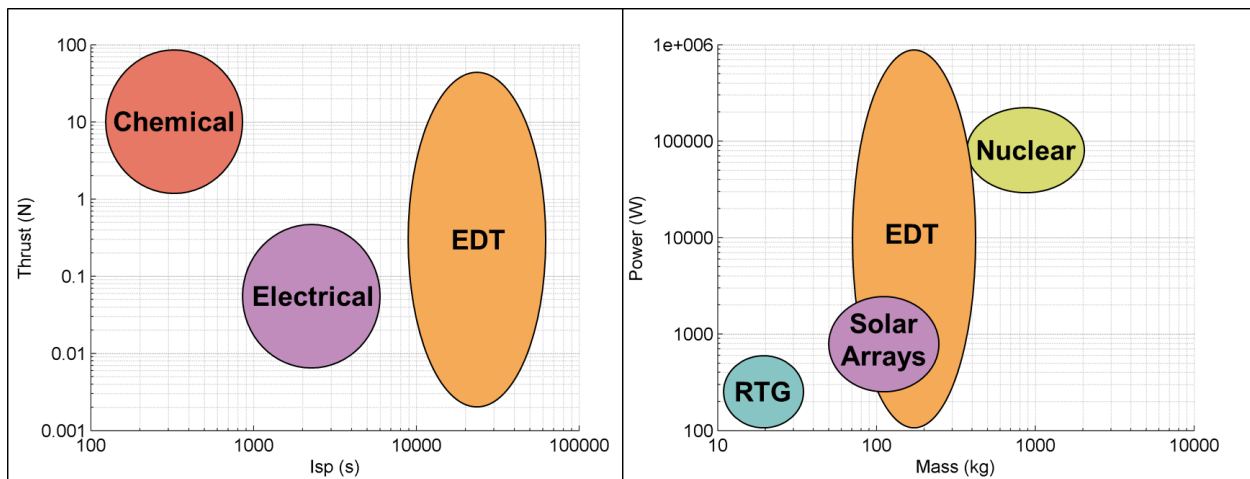 100
10
1
0.1
0.01
0.001
Thrust (N)
Chemical
Electrical
EDT
100
1000
10000
100000
Isp (s)
1e+006
100000
10000
1000
100
Power (W)
Nuclear
EDT
Solar
Arrays
RTG
10
100
1000
10000
Mass (kg)